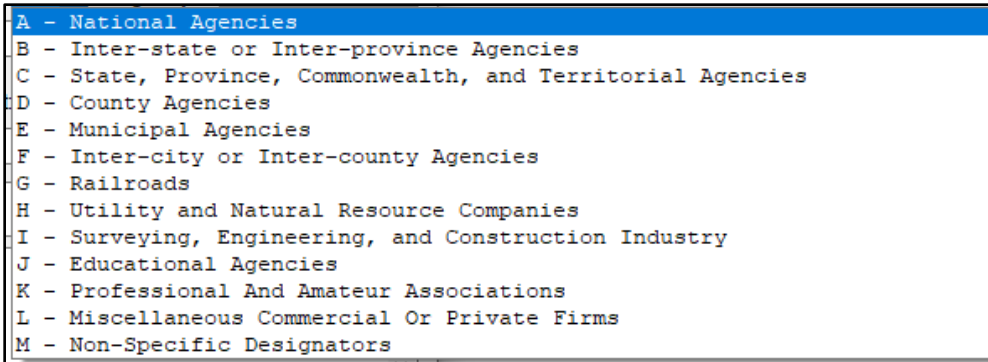 A - National Agencies
B - Inter-state or Inter-province Agencies
C - State, Province, Commonwealth, and Territorial Agencies
D - County Agencies
E - Municipal Agencies
F - Inter-city or Inter-county Agencies
G - Railroads
H - Utility and Natural Resource Companies
I - Surveying, Engineering, and Construction Industry
J - Educational Agencies
K - Professional And Amateur Associations
L - Miscellaneous Commercial Or Private Firms
M - Non-Specific Designators